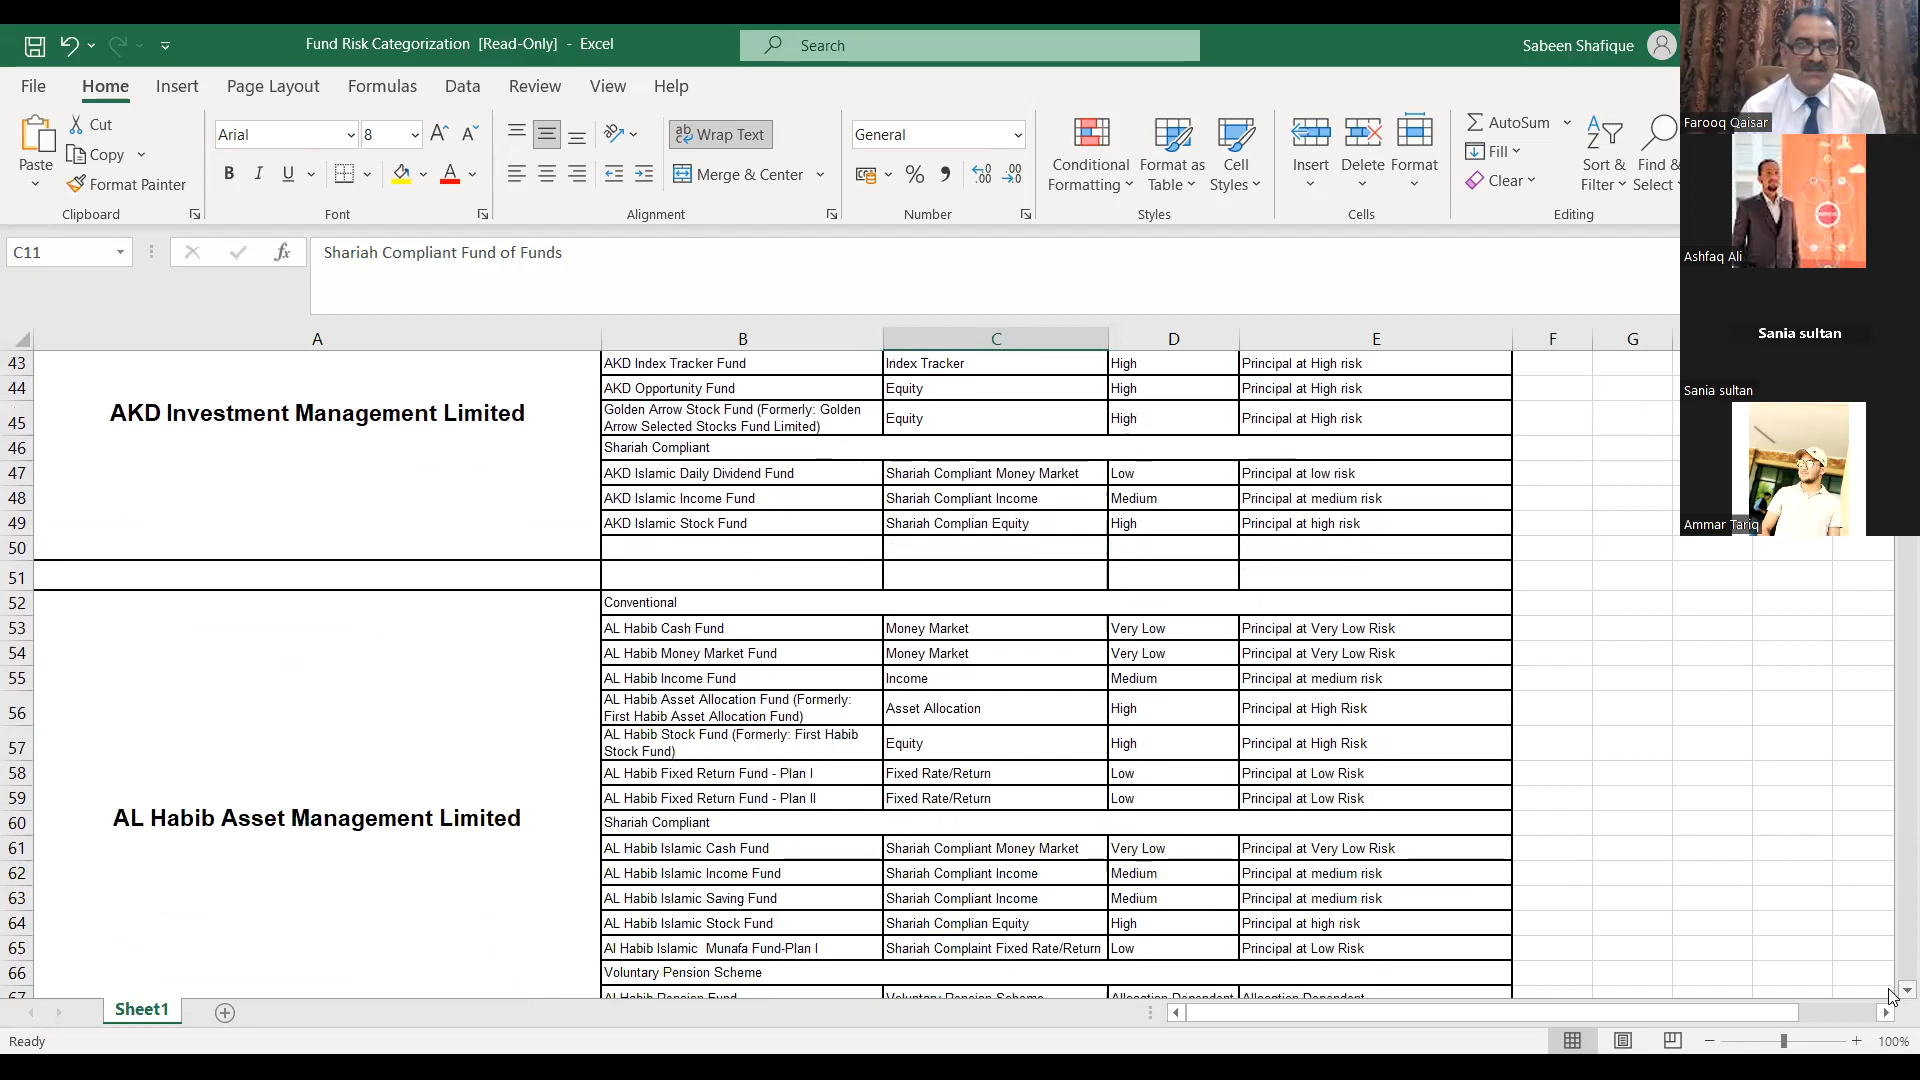 Fund Risk Categorization [Read-Only] - Excel
Search
Sabeen Shafique
File Home Insert Page Layout Formulas Data Review View Help
Paste
Cut
Copy
Format Painter
Clipboard
Arial 8
B I U
Font
ab Wrap Text
Merge & Center
Alignment
General
% 9
Number
Conditional Formatting
Format as Table
Cell Styles
Styles
Insert Delete Format
Cells
AutoSum
Fill
Clear
Sort & Filter
Find & Select
Editing
Farooq Qaisar
Ashfaq Ali
Sania sultan
Sania sultan
Ammar Tariq
C11 fx Shariah Compliant Fund of Funds
A B C D E F G
AKD Investment Management Limited
43 AKD Index Tracker Fund Index Tracker High Principal at High risk
44 AKD Opportunity Fund Equity High Principal at High risk
45 Golden Arrow Stock Fund (Formerly: Golden Arrow Selected Stocks Fund Limited) Equity High Principal at High risk
46 Shariah Compliant
47 AKD Islamic Daily Dividend Fund Shariah Compliant Money Market Low Principal at low risk
48 AKD Islamic Income Fund Shariah Compliant Income Medium Principal at medium risk
49 AKD Islamic Stock Fund Shariah Complian Equity High Principal at high risk
50
51
52 Conventional
53 AL Habib Cash Fund Money Market Very Low Principal at Very Low Risk
54 AL Habib Money Market Fund Money Market Very Low Principal at Very Low Risk
55 AL Habib Income Fund Income Medium Principal at medium risk
56 AL Habib Asset Allocation Fund (Formerly: First Habib Asset Allocation Fund) Asset Allocation High Principal at High Risk
57 AL Habib Stock Fund (Formerly: First Habib Stock Fund) Equity High Principal at High Risk
58 AL Habib Fixed Return Fund - Plan I Fixed Rate/Return Low Principal at Low Risk
59 AL Habib Fixed Return Fund - Plan II Fixed Rate/Return Low Principal at Low Risk
AL Habib Asset Management Limited
60 Shariah Compliant
61 AL Habib Islamic Cash Fund Shariah Compliant Money Market Very Low Principal at Very Low Risk
62 AL Habib Islamic Income Fund Shariah Compliant Income Medium Principal at medium risk
63 AL Habib Islamic Saving Fund Shariah Compliant Income Medium Principal at medium risk
64 AL Habib Islamic Stock Fund Shariah Complian Equity High Principal at high risk
65 Al Habib Islamic Munafa Fund-Plan I Shariah Complaint Fixed Rate/Return Low Principal at Low Risk
66 Voluntary Pension Scheme
Sheet1
Ready
100%